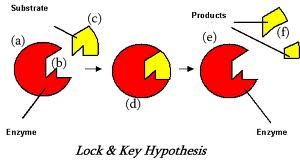 Substrate
(c)
Products
(a)
(b)
(e)
(f)
(d)
Enzyme
Enzyme
Lock & Key Hypothesis